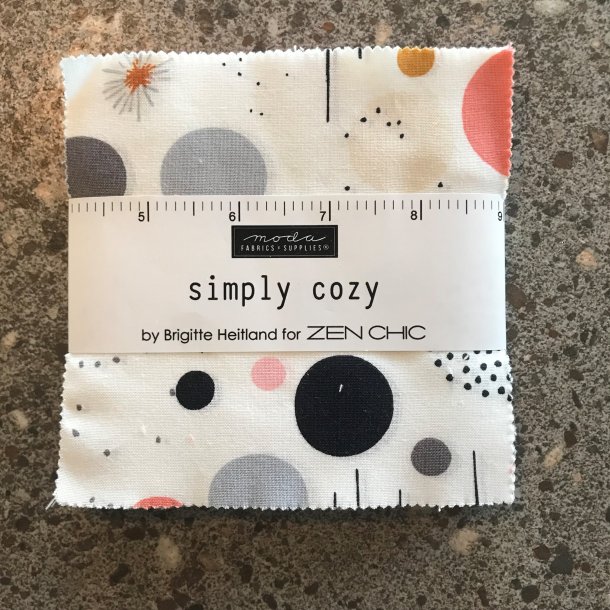 5 6 7 8 9
moda
FABRICS + SUPPLIES®
simply cozy
by Brigitte Heitland for ZEN CHIC